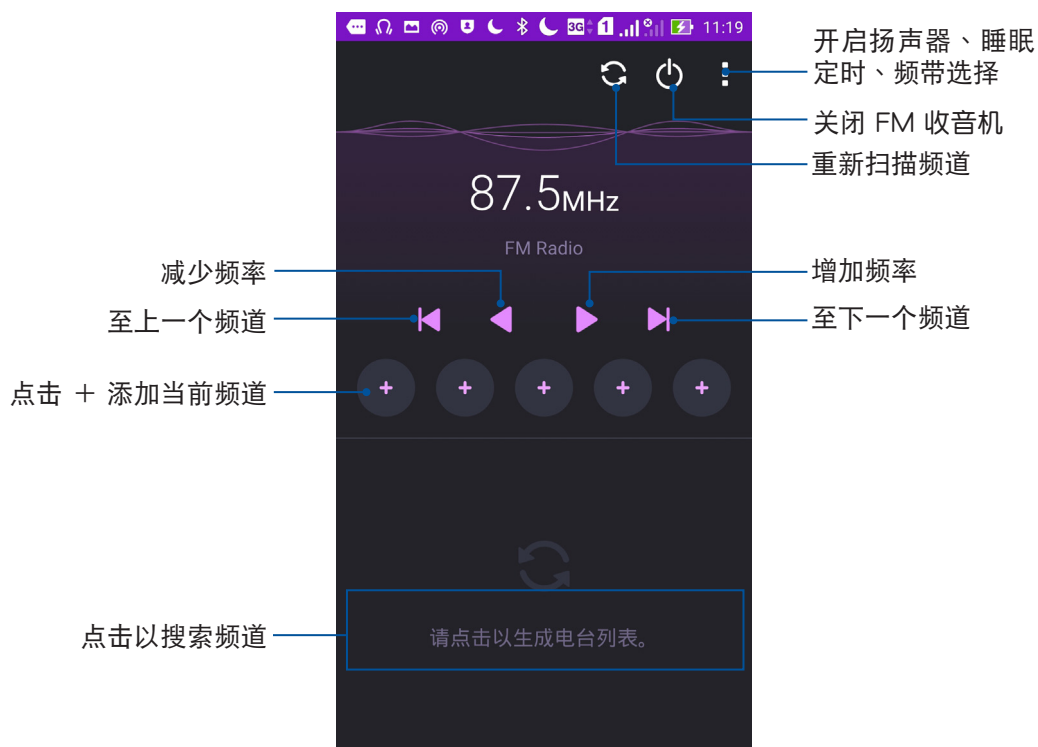 3G 1 11:19
开启扬声器、睡眠
定时、频带选择
关闭 FM 收音机
重新扫描频道
87.5MHz
FM Radio
减少频率
增加频率
至上一个频道
至下一个频道
点击 + 添加当前频道
+ + + + +
点击以搜索频道
请点击以生成电台列表。